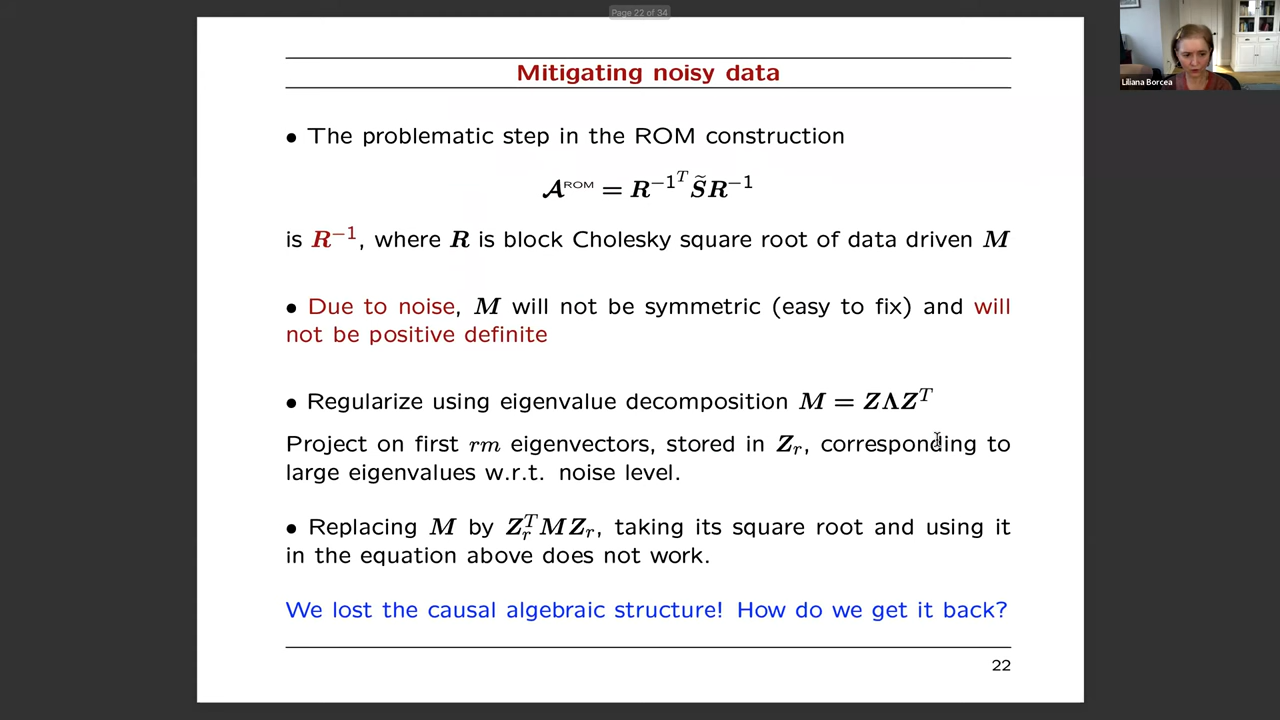 Page 22 of 34
Liliana Borcea
Mitigating noisy data
• The problematic step in the ROM construction
𝓐^ROM = R^{−1^T} S̃ R^{−1}
is R^{−1}, where R is block Cholesky square root of data driven M
• Due to noise, M will not be symmetric (easy to fix) and will
not be positive definite
• Regularize using eigenvalue decomposition M = ZΛZ^T
Project on first rm eigenvectors, stored in Z_r, corresponding to
large eigenvalues w.r.t. noise level.
• Replacing M by Z_r^T M Z_r, taking its square root and using it
in the equation above does not work.
We lost the causal algebraic structure! How do we get it back?
22